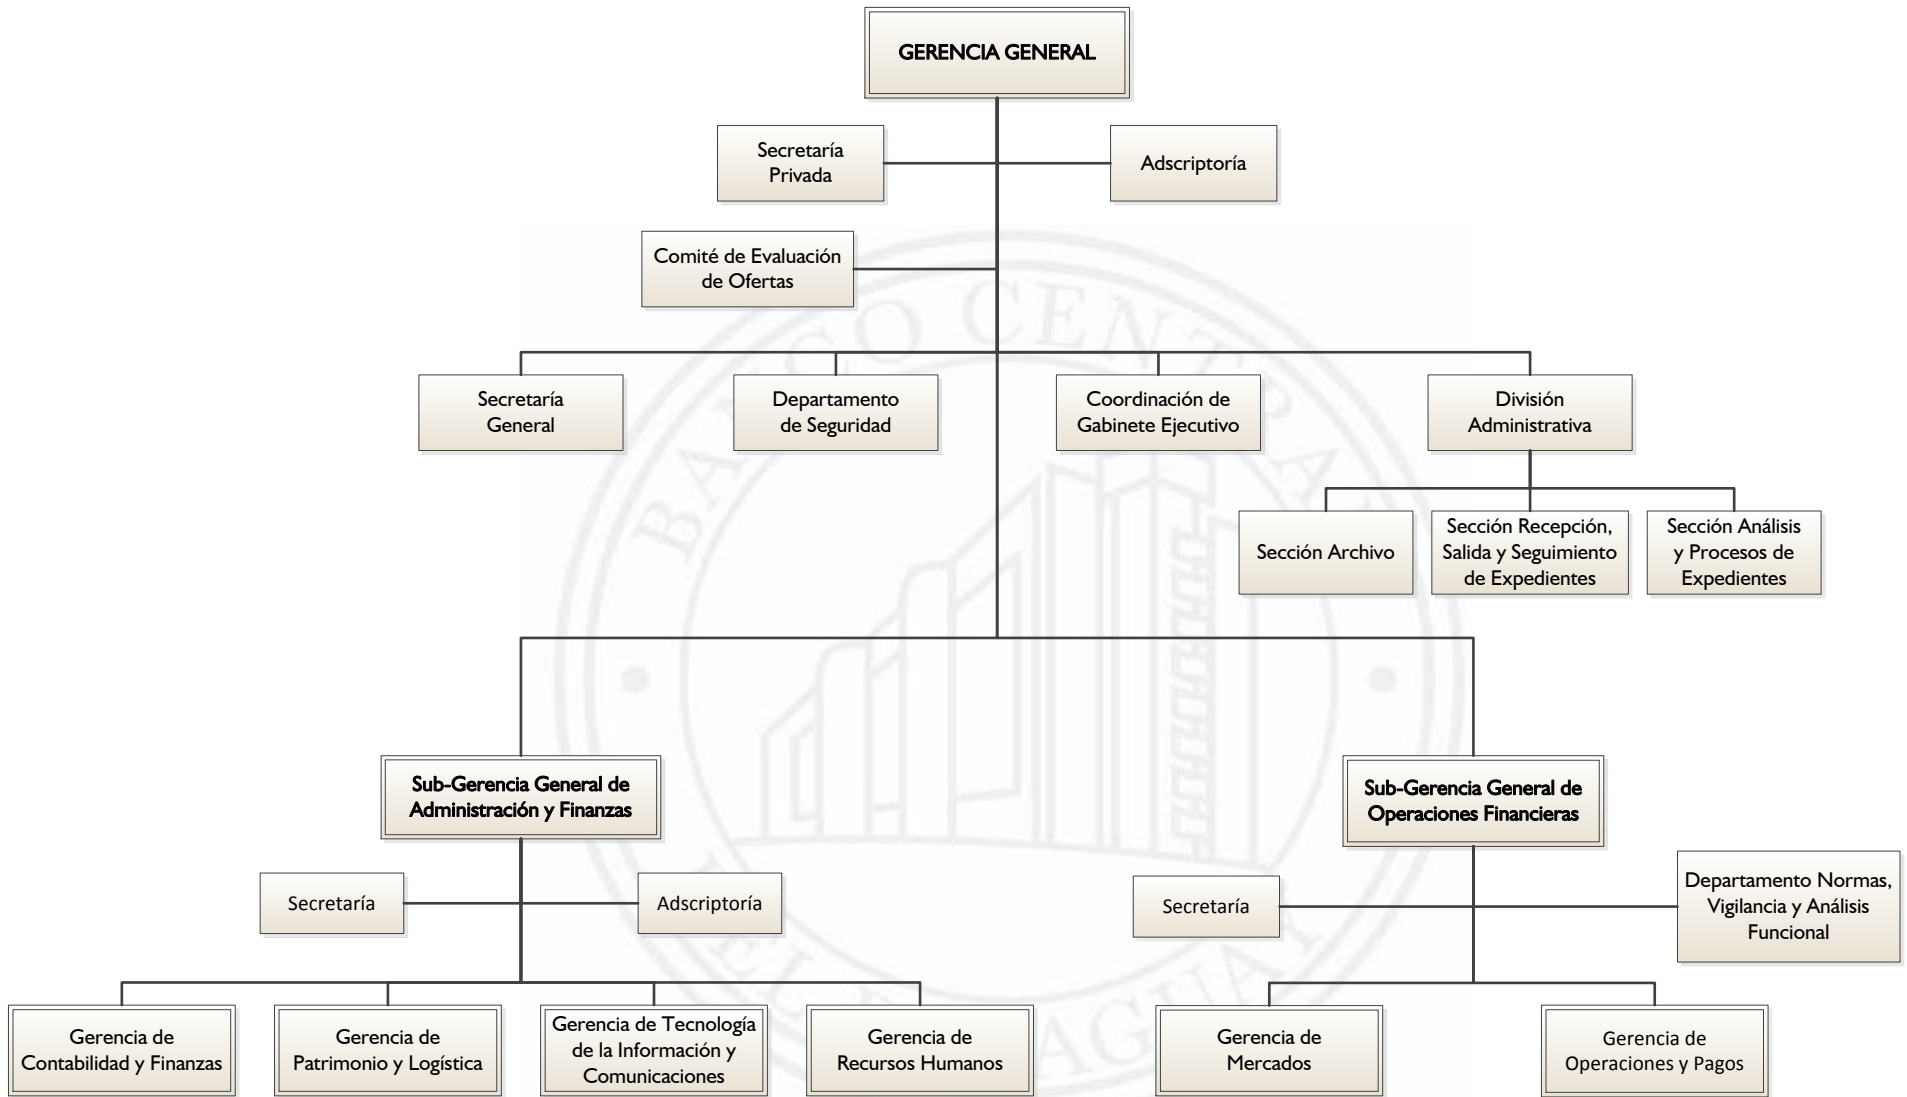 GERENCIA GENERAL
Secretaría
Privada
Adscriptoría
Comité de Evaluación
de Ofertas
BANCO CENTRAL
Secretaría
General
Departamento
de Seguridad
Coordinación de
Gabinete Ejecutivo
División
Administrativa
Sección Archivo
Sección Recepción,
Salida y Seguimiento
de Expedientes
Sección Análisis
y Procesos de
Expedientes
Sub-Gerencia General de
Administración y Finanzas
Sub-Gerencia General de
Operaciones Financieras
Secretaría
Adscriptoría
Secretaría
Departamento Normas,
Vigilancia y Análisis
Funcional
Gerencia de
Contabilidad y Finanzas
Gerencia de
Patrimonio y Logística
Gerencia de Tecnología
de la Información y
Comunicaciones
Gerencia de
Recursos Humanos
Gerencia de
Mercados
Gerencia de
Operaciones y Pagos